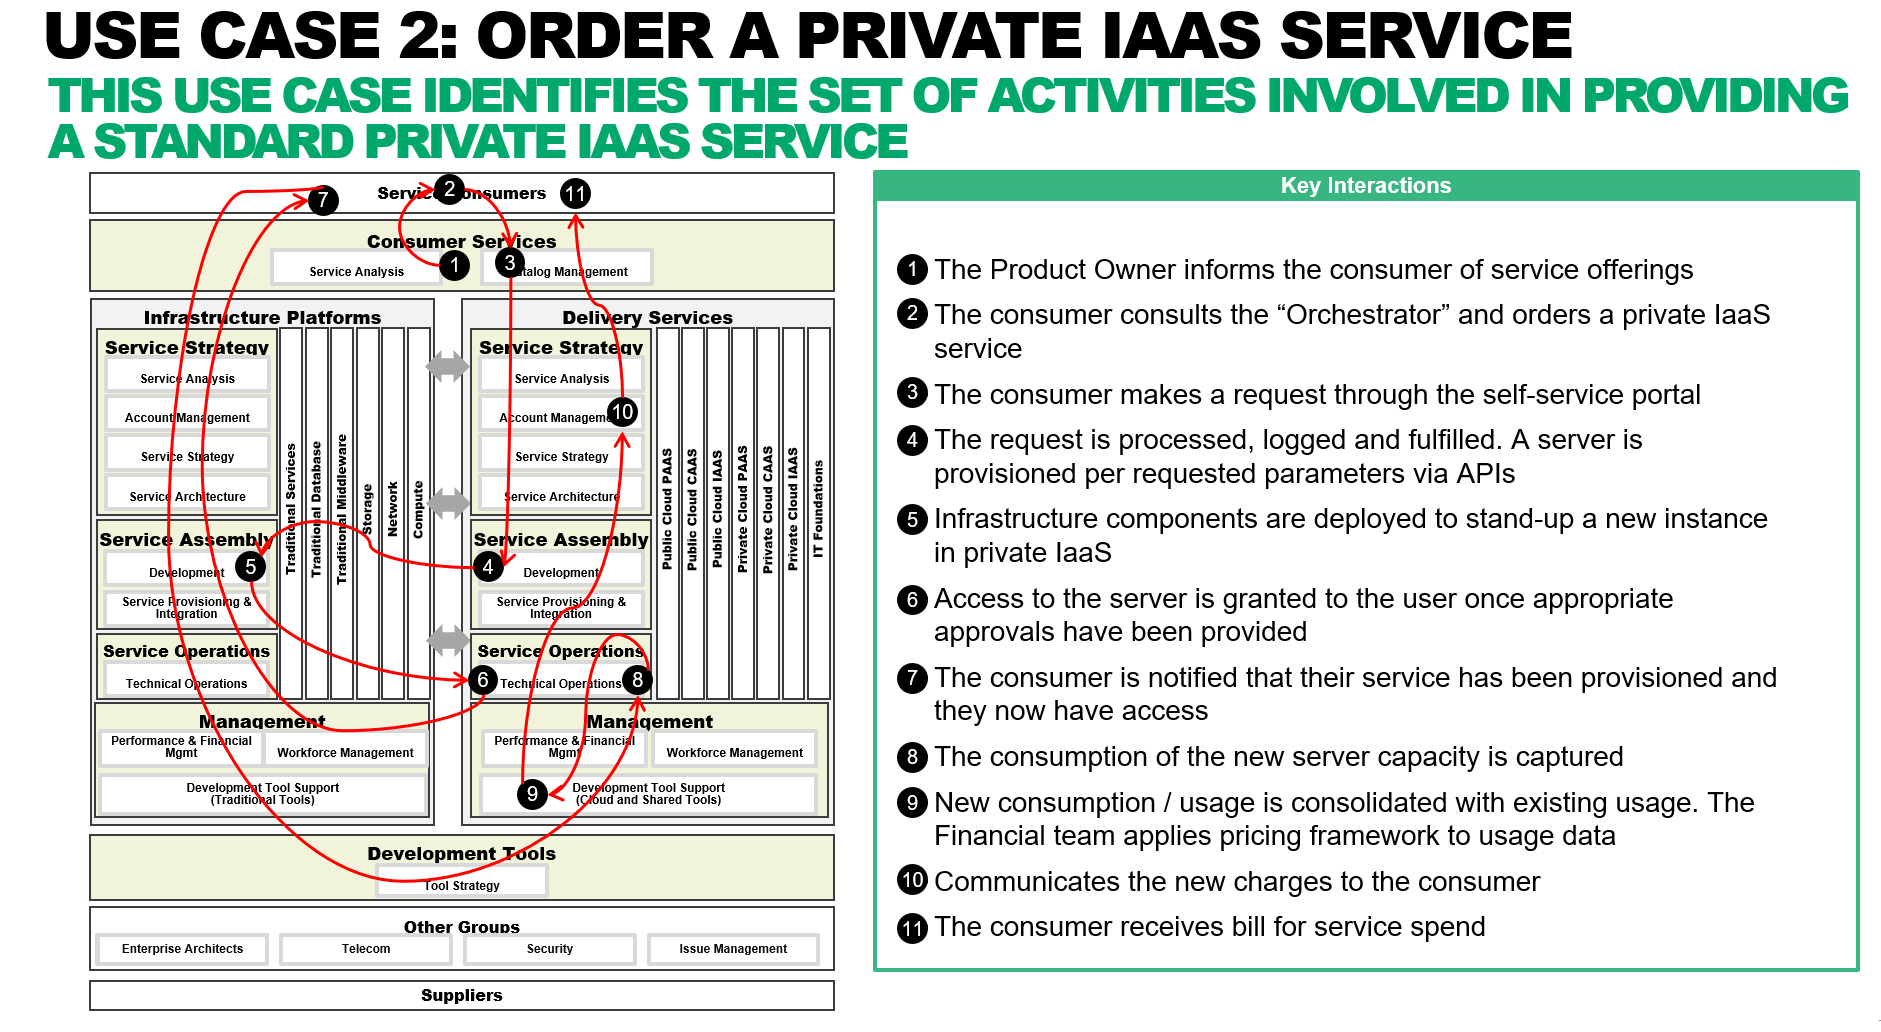 USE CASE 2: ORDER A PRIVATE IAAS SERVICE
THIS USE CASE IDENTIFIES THE SET OF ACTIVITIES INVOLVED IN PROVIDING
A STANDARD PRIVATE IAAS SERVICE
Service Consumers
7
2
11
Consumer Services
Service Analysis
1
3
Catalog Management
Infrastructure Platforms
Service Strategy
Service Analysis
Account Management
Service Strategy
Service Architecture
Service Assembly
Development
5
Service Provisioning &
Integration
Service Operations
Technical Operations
Traditional Services
Traditional Database
Traditional Middleware
Storage
Network
Compute
Management
Performance & Financial
Mgmt
Workforce Management
Development Tool Support
(Traditional Tools)
Delivery Services
Service Strategy
Service Analysis
Account Management
10
Service Strategy
Service Architecture
Service Assembly
4
Development
Service Provisioning &
Integration
Service Operations
6
Technical Operations
8
Public Cloud PAAS
Public Cloud CAAS
Public Cloud IAAS
Private Cloud PAAS
Private Cloud CAAS
Private Cloud IAAS
IT Foundations
Management
Performance & Financial
Mgmt
Workforce Management
9
Development Tool Support
(Cloud and Shared Tools)
Development Tools
Tool Strategy
Other Groups
Enterprise Architects
Telecom
Security
Issue Management
Suppliers
Key Interactions
1 The Product Owner informs the consumer of service offerings
2 The consumer consults the “Orchestrator” and orders a private IaaS
service
3 The consumer makes a request through the self-service portal
4 The request is processed, logged and fulfilled. A server is
provisioned per requested parameters via APIs
5 Infrastructure components are deployed to stand-up a new instance
in private IaaS
6 Access to the server is granted to the user once appropriate
approvals have been provided
7 The consumer is notified that their service has been provisioned and
they now have access
8 The consumption of the new server capacity is captured
9 New consumption / usage is consolidated with existing usage. The
Financial team applies pricing framework to usage data
10 Communicates the new charges to the consumer
11 The consumer receives bill for service spend